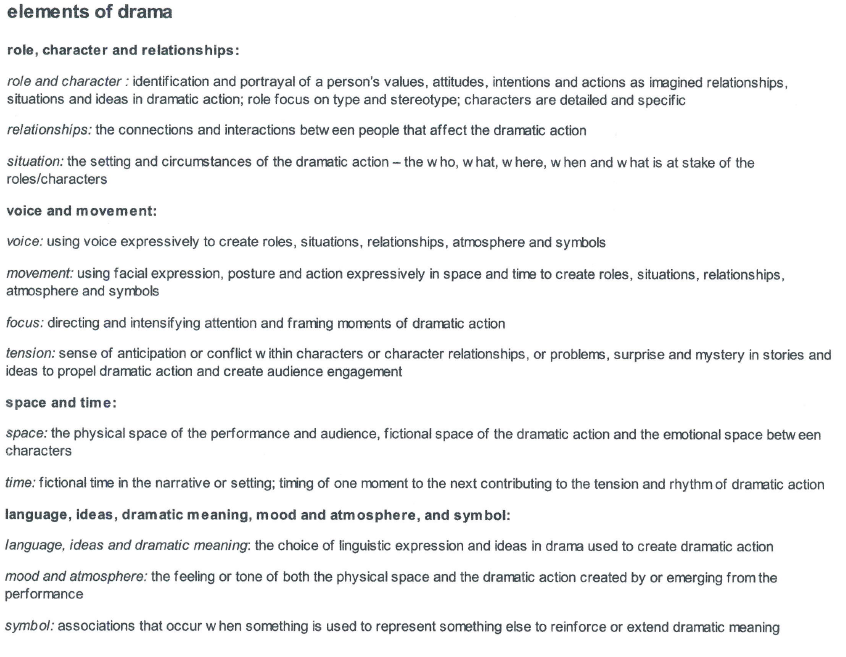 elements of drama
role, character and relationships:
role and character : identification and portrayal of a person's values, attitudes, intentions and actions as imagined relationships,
situations and ideas in dramatic action; role focus on type and stereotype; characters are detailed and specific
relationships: the connections and interactions between people that affect the dramatic action
situation: the setting and circumstances of the dramatic action – the who, what, where, when and what is at stake of the
roles/characters
voice and movement:
voice: using voice expressively to create roles, situations, relationships, atmosphere and symbols
movement: using facial expression, posture and action expressively in space and time to create roles, situations, relationships,
atmosphere and symbols
focus: directing and intensifying attention and framing moments of dramatic action
tension: sense of anticipation or conflict within characters or character relationships, or problems, surprise and mystery in stories and
ideas to propel dramatic action and create audience engagement
space and time:
space: the physical space of the performance and audience, fictional space of the dramatic action and the emotional space between
characters
time: fictional time in the narrative or setting; timing of one moment to the next contributing to the tension and rhythm of dramatic action
language, ideas, dramatic meaning, mood and atmosphere, and symbol:
language, ideas and dramatic meaning: the choice of linguistic expression and ideas in drama used to create dramatic action
mood and atmosphere: the feeling or tone of both the physical space and the dramatic action created by or emerging from the
performance
symbol: associations that occur when something is used to represent something else to reinforce or extend dramatic meaning